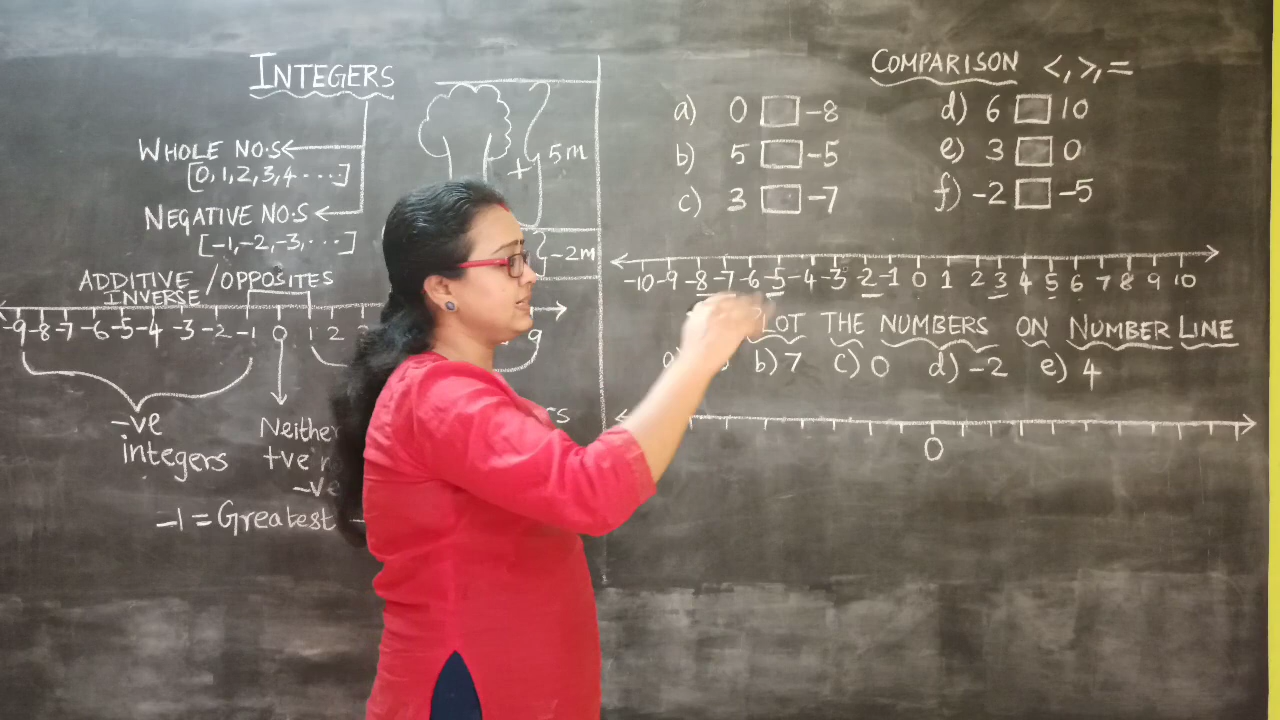 INTEGERS
WHOLE NO.S
[0, 1, 2, 3, 4 ....]
NEGATIVE NO.S
[-1, -2, -3, ....]
+ 5m
-2m
ADDITIVE / OPPOSITES
INVERSE
-9 -8 -7 -6 -5 -4 -3 -2 -1 0 1 2 9
-ve
integers
Neither
+ve
-ve
-1 = Greatest -
COMPARISON <, >, =
a) 0 □ -8
b) 5 □ -5
c) 3 □ -7
d) 6 □ 10
e) 3 □ 0
f) -2 □ -5
-10 -9 -8 -7 -6 -5 -4 -3 -2 -1 0 1 2 3 4 5 6 7 8 9 10
PLOT THE NUMBERS ON NUMBER LINE
a) b) 7 c) 0 d) -2 e) 4
0